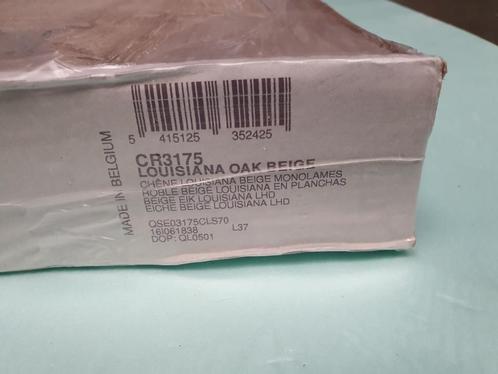 5 415125 352425
CR3175
LOUISIANA OAK BEIGE
CHÊNE LOUISIANA BEIGE MONOLAMES
ROBLE BEIGE LOUISIANA EN PLANCHAS
BEIGE EIK LOUISIANA LHD
EICHE BEIGE LOUISIANA LHD
QSE03175CLS70
16I061838 L37
DOP: QL0501
MADE IN BELGIUM